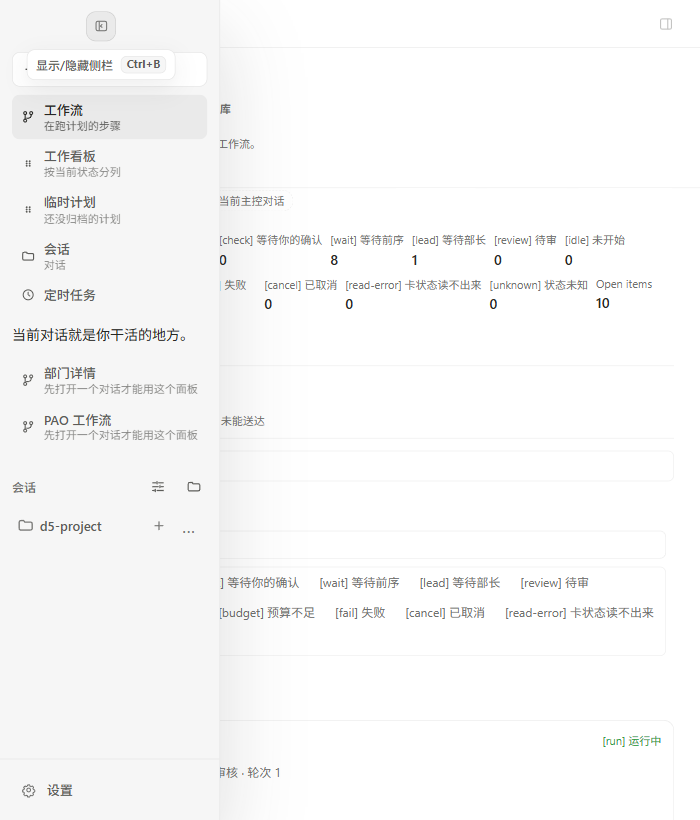 显示/隐藏侧栏 Ctrl+B
工作流
在跑计划的步骤
工作看板
按当前状态分列
临时计划
还没归档的计划
会话
对话
定时任务
当前对话就是你干活的地方。
部门详情
先打开一个对话才能用这个面板
PAO 工作流
先打开一个对话才能用这个面板
会话
d5-project
设置
库
工作流。
当前主控对话
[check] 等待你的确认 [wait] 等待前序 [lead] 等待部长 [review] 待审 [idle] 未开始
0 8 1 0 0
] 失败 [cancel] 已取消 [read-error] 卡状态读不出来 [unknown] 状态未知 Open items
0 0 0 10
未能送达
] 等待你的确认 [wait] 等待前序 [lead] 等待部长 [review] 待审
[budget] 预算不足 [fail] 失败 [cancel] 已取消 [read-error] 卡状态读不出来
[run] 运行中
审核 · 轮次 1